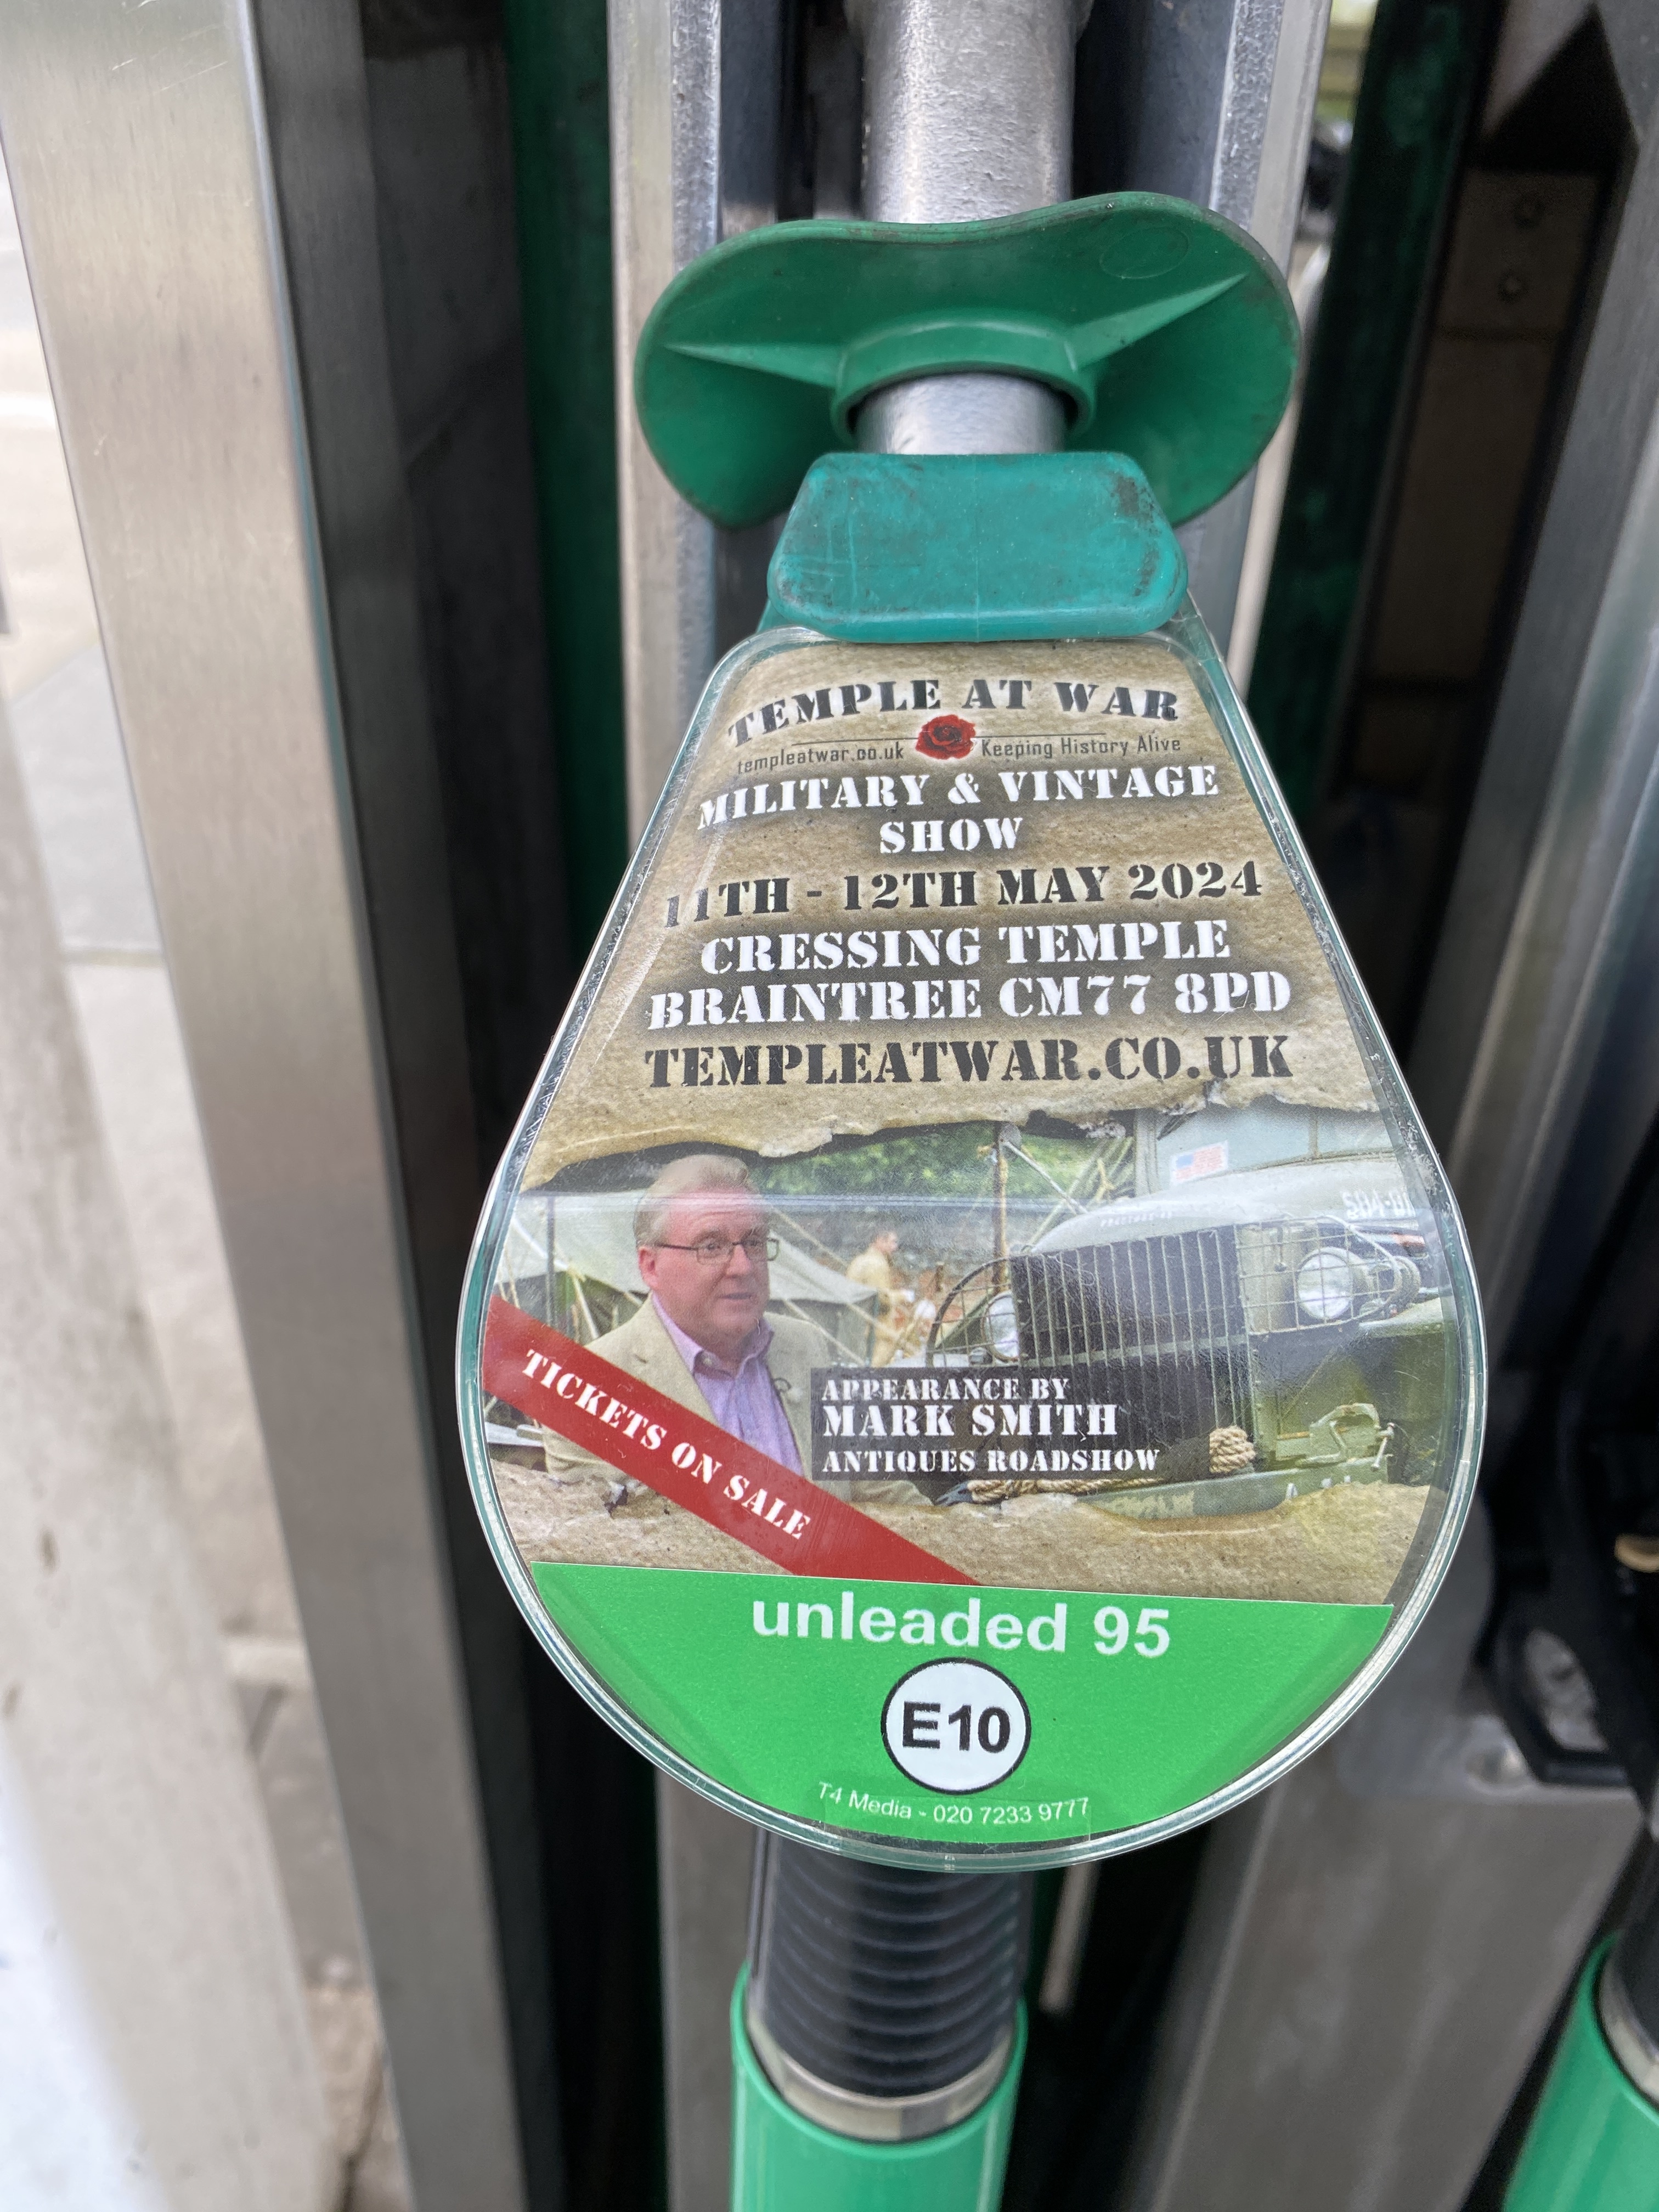 TEMPLE AT WAR
templeatwar.co.uk Keeping History Alive
MILITARY & VINTAGE
SHOW
11TH - 12TH MAY 2024
CRESSING TEMPLE
BRAINTREE CM77 8PD
TEMPLEATWAR.CO.UK
APPEARANCE BY
MARK SMITH
ANTIQUES ROADSHOW
TICKETS ON SALE
unleaded 95
E10
T4 Media - 020 7233 9777